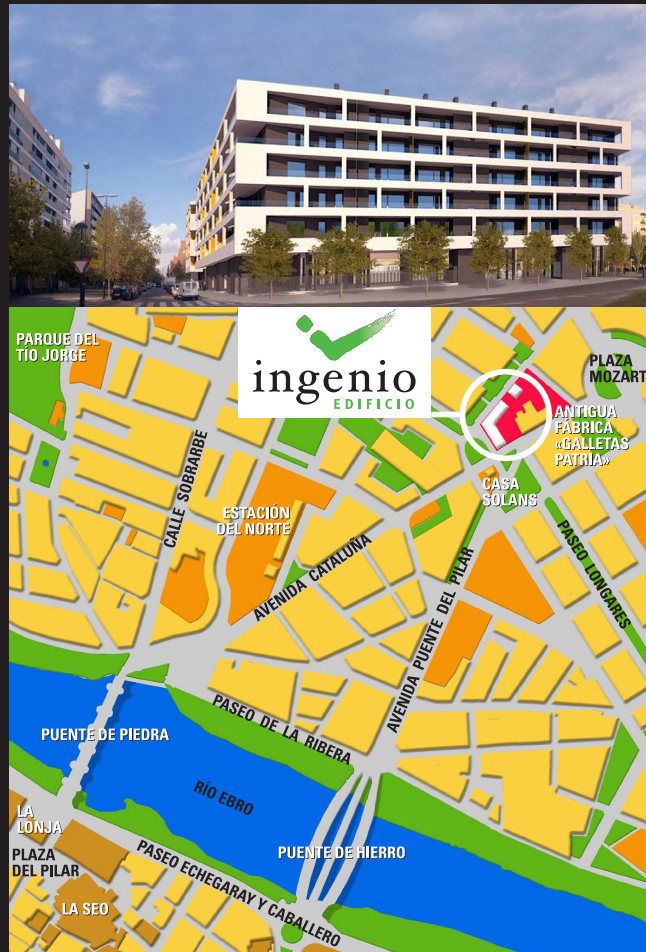 ingenio
EDIFICIO
PARQUE DEL
TÍO JORGE
PLAZA
MOZART
ANTIGUA
FÁBRICA
«GALLETAS
PATRIA»
CASA
SOLANS
CALLE SOBRARBE
ESTACIÓN
DEL NORTE
AVENIDA CATALUÑA
PASEO LONGARES
AVENIDA PUENTE DEL PILAR
PASEO DE LA RIBERA
PUENTE DE PIEDRA
RÍO EBRO
LA
LONJA
PLAZA
DEL PILAR
PUENTE DE HIERRO
PASEO ECHEGARAY Y CABALLERO
LA SEO